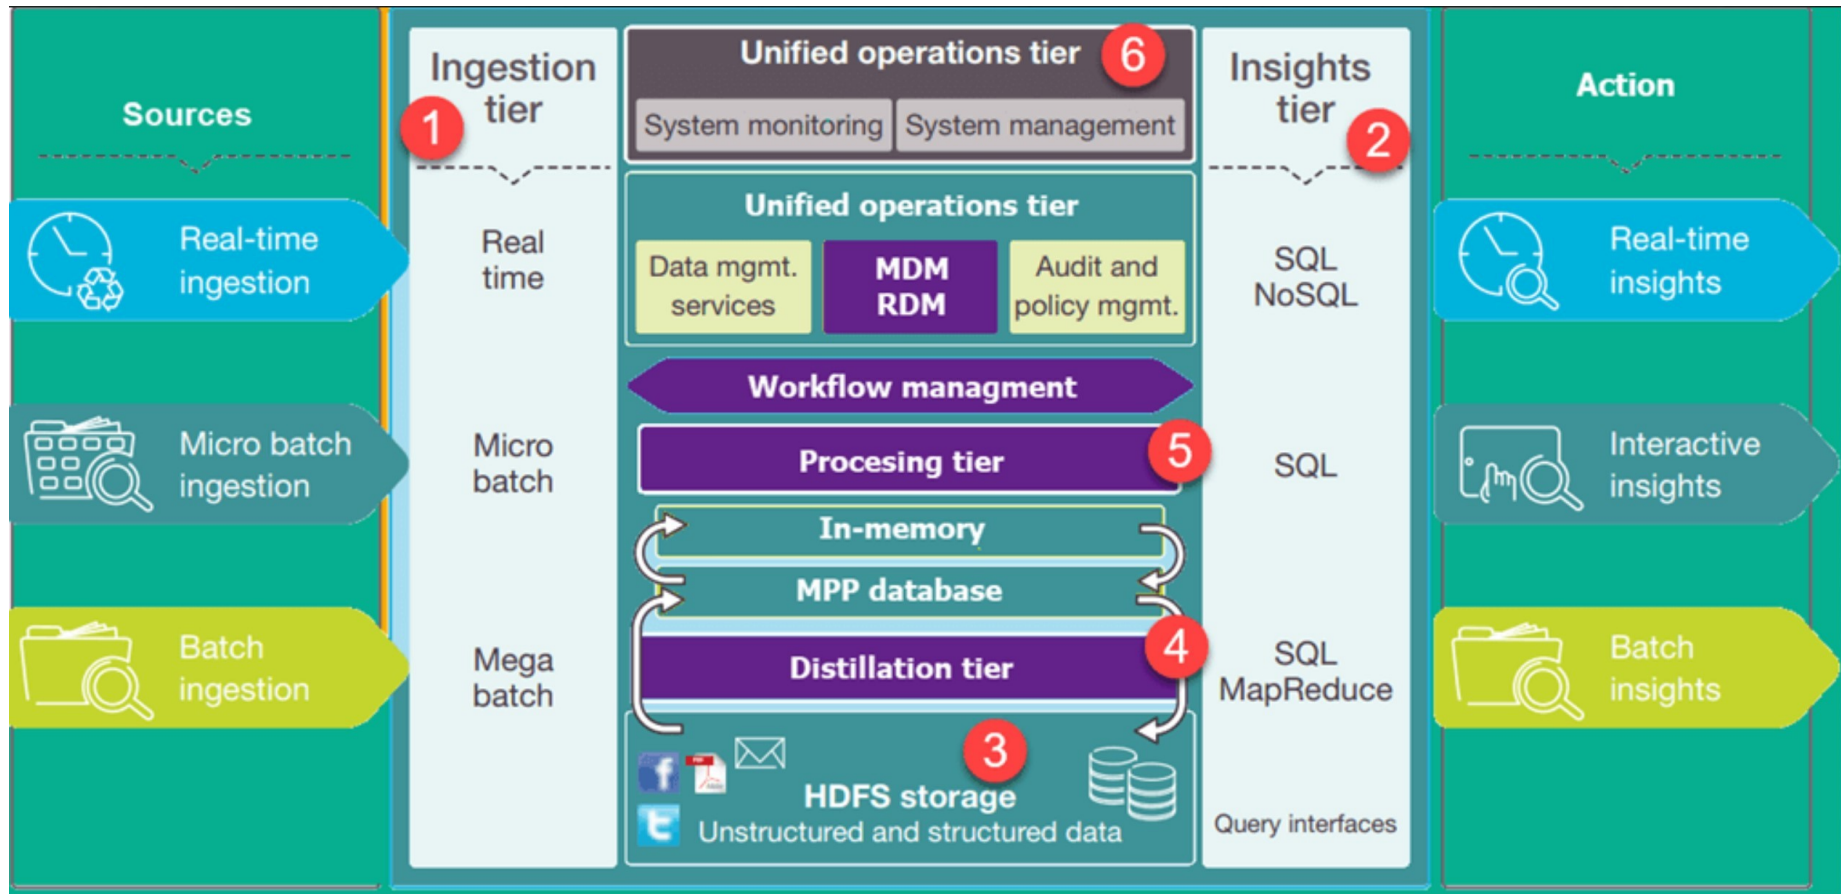 Sources
Real-time
ingestion
Micro batch
ingestion
Batch
ingestion
Ingestion
tier
1
Real
time
Micro
batch
Mega
batch
Unified operations tier
6
System monitoring
System management
Unified operations tier
Data mgmt.
services
MDM
RDM
Audit and
policy mgmt.
Workflow managment
Procesing tier
5
In-memory
MPP database
Distillation tier
4
3
HDFS storage
Unstructured and structured data
Insights
tier
2
SQL
NoSQL
SQL
SQL
MapReduce
Query interfaces
Action
Real-time
insights
Interactive
insights
Batch
insights